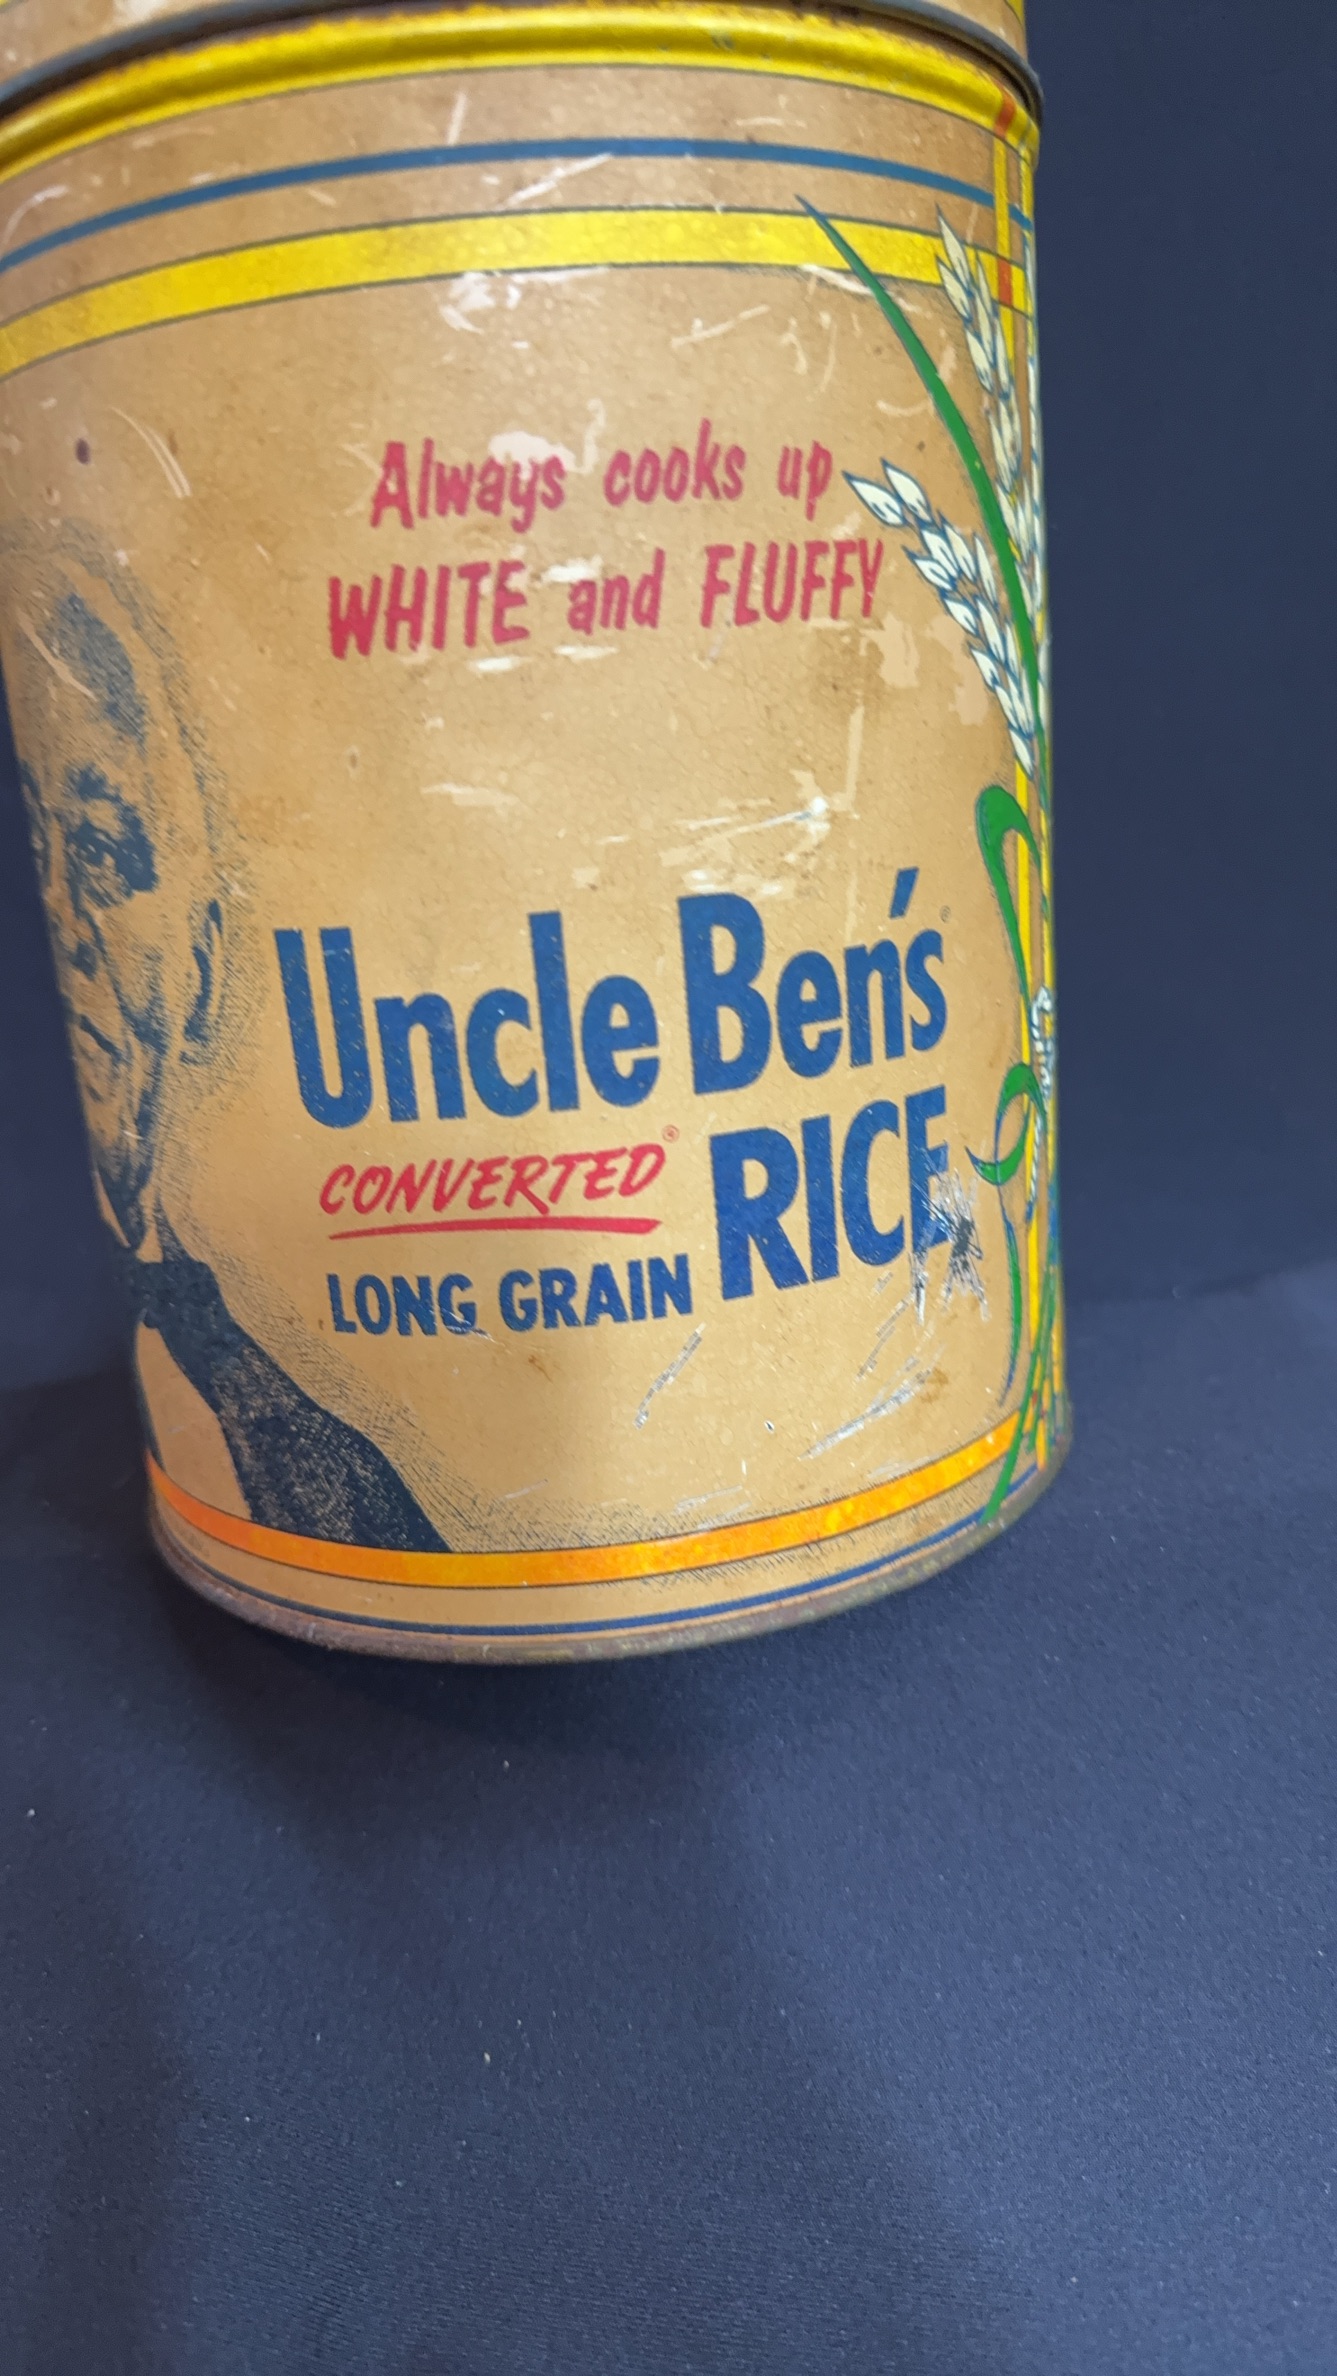 Always cooks up
WHITE and FLUFFY
Uncle Ben's®
CONVERTED® RICE
LONG GRAIN